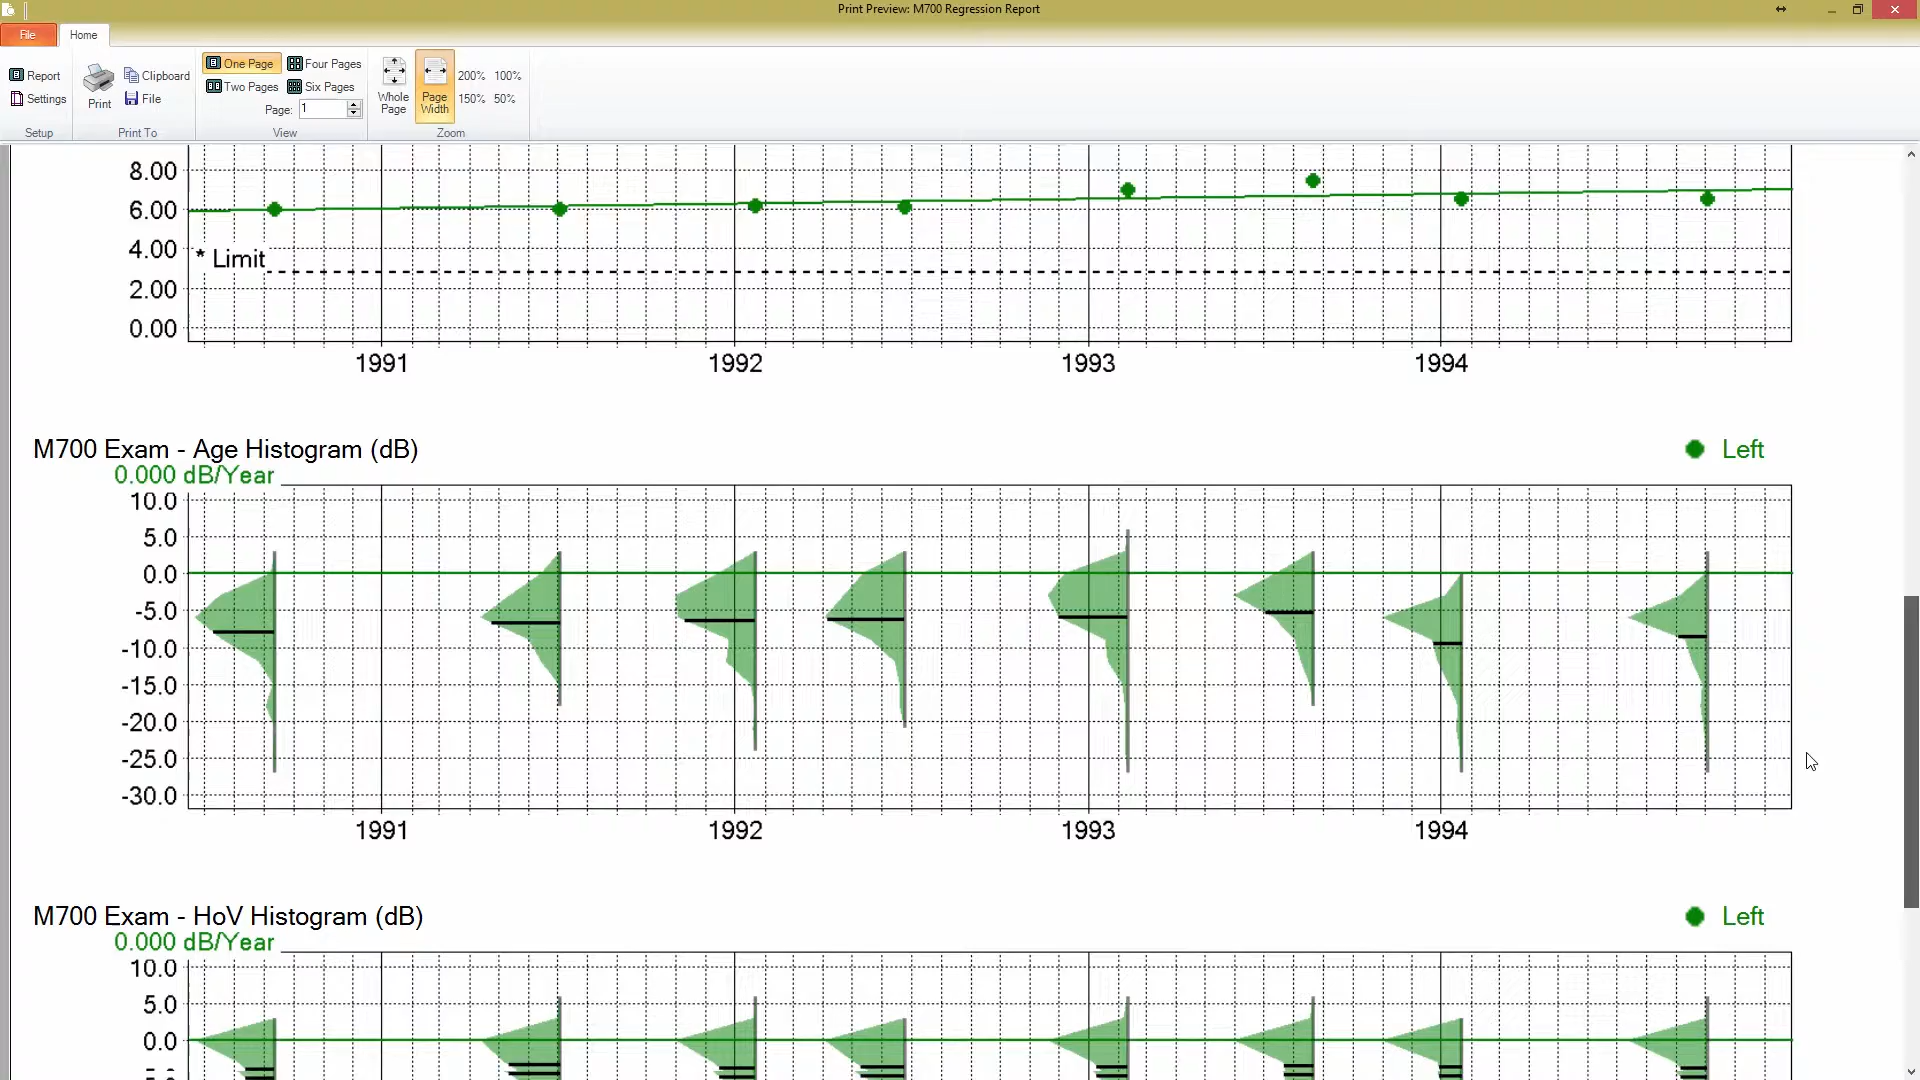 Print Preview: M700 Regression Report
File Home
Report
Settings
Setup
Print
Clipboard
File
Print To
One Page Four Pages
Two Pages Six Pages
Page: 1
View
Whole Page
Page Width
200% 100%
150% 50%
Zoom
8.00
6.00
4.00
* Limit
2.00
0.00
1991 1992 1993 1994
M700 Exam - Age Histogram (dB) Left
0.000 dB/Year
10.0
5.0
0.0
-5.0
-10.0
-15.0
-20.0
-25.0
-30.0
1991 1992 1993 1994
M700 Exam - HoV Histogram (dB) Left
0.000 dB/Year
10.0
5.0
0.0